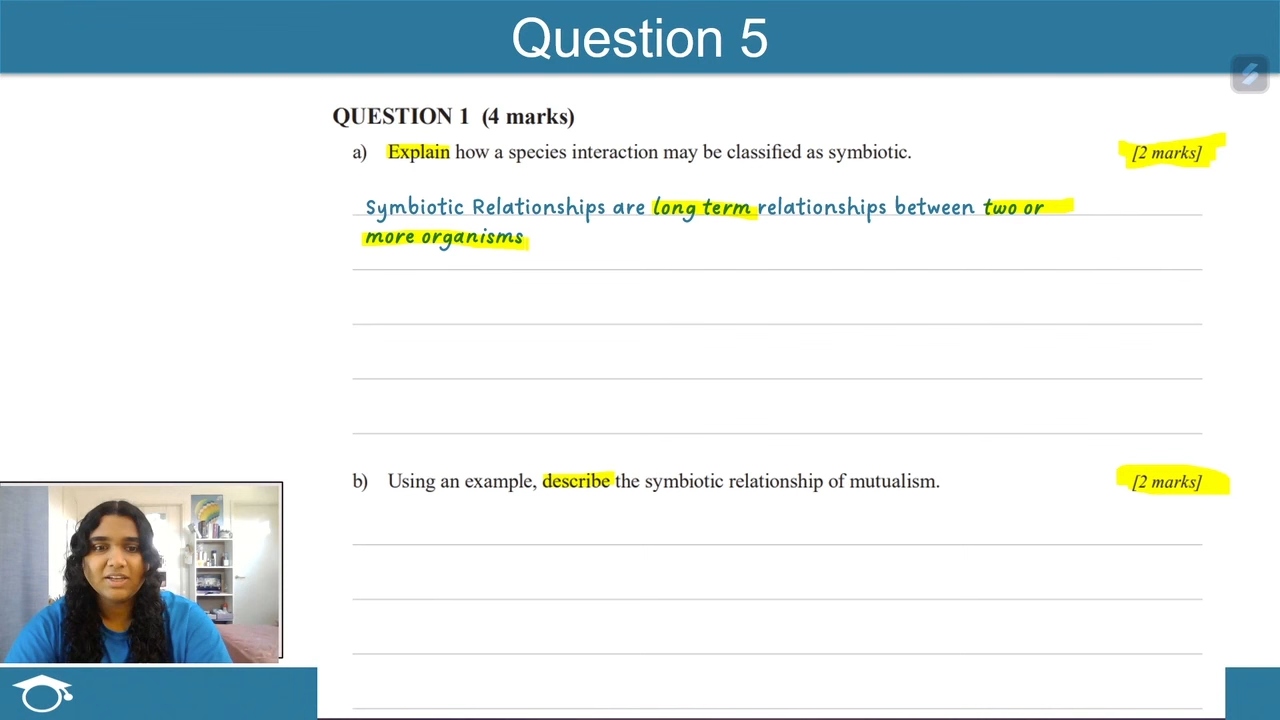 Question 5
QUESTION 1 (4 marks)
a) Explain how a species interaction may be classified as symbiotic. [2 marks]
Symbiotic Relationships are long term relationships between two or
more organisms
b) Using an example, describe the symbiotic relationship of mutualism. [2 marks]